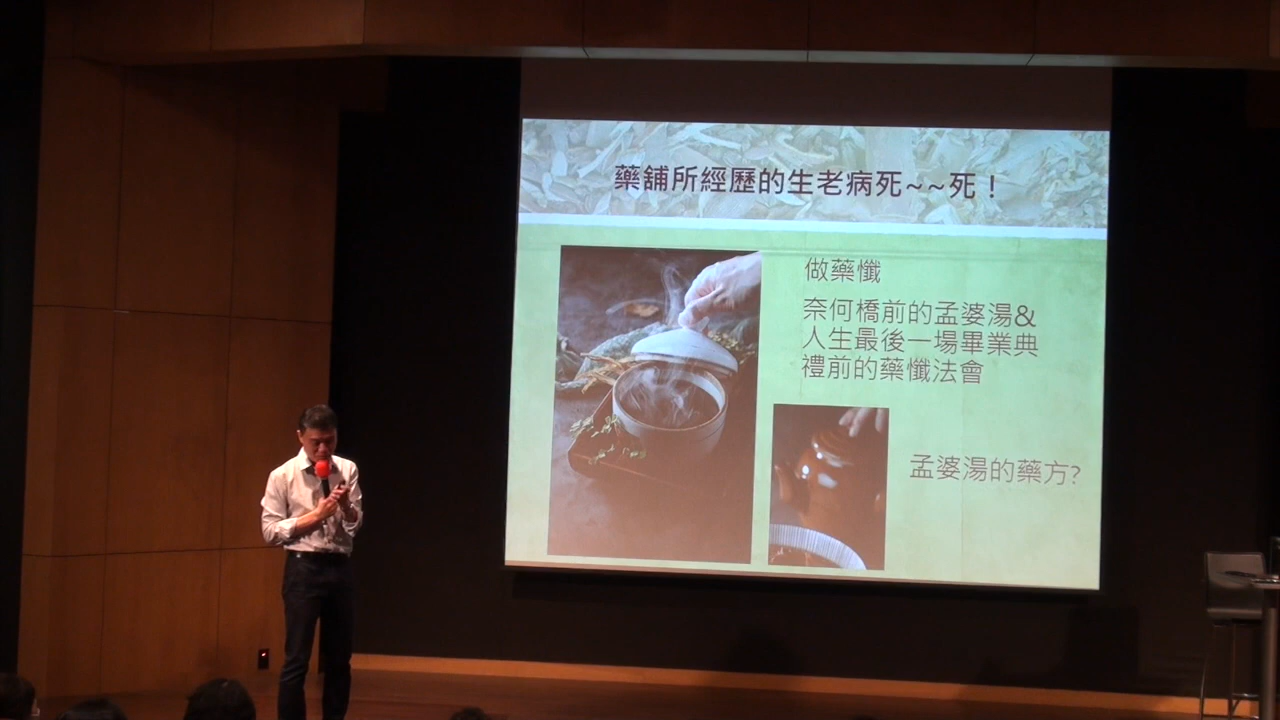 藥舖所經歷的生老病死~~死！
做藥懺
奈何橋前的孟婆湯&
人生最後一場畢業典
禮前的藥懺法會
孟婆湯的藥方?